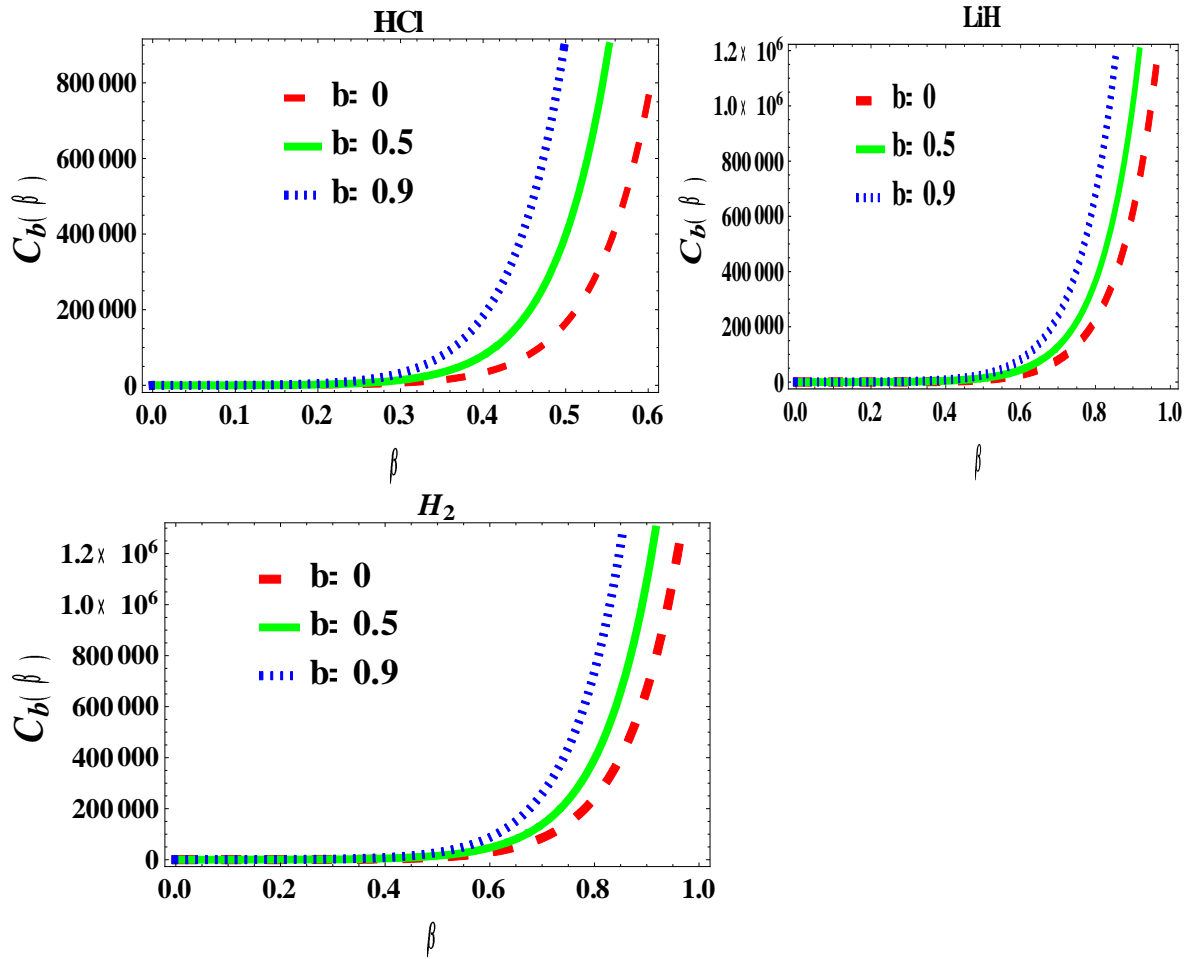 HCl
800 000
600 000
400 000
200 000
0
0.0 0.1 0.2 0.3 0.4 0.5 0.6
C_b( β )
β
b= 0
b= 0.5
b= 0.9
LiH
1.2× 10^6
1.0× 10^6
800 000
600 000
400 000
200 000
0
0.0 0.2 0.4 0.6 0.8 1.0
C_b( β )
β
b= 0
b= 0.5
b= 0.9
H_2
1.2× 10^6
1.0× 10^6
800 000
600 000
400 000
200 000
0
0.0 0.2 0.4 0.6 0.8 1.0
C_b( β )
β
b= 0
b= 0.5
b= 0.9